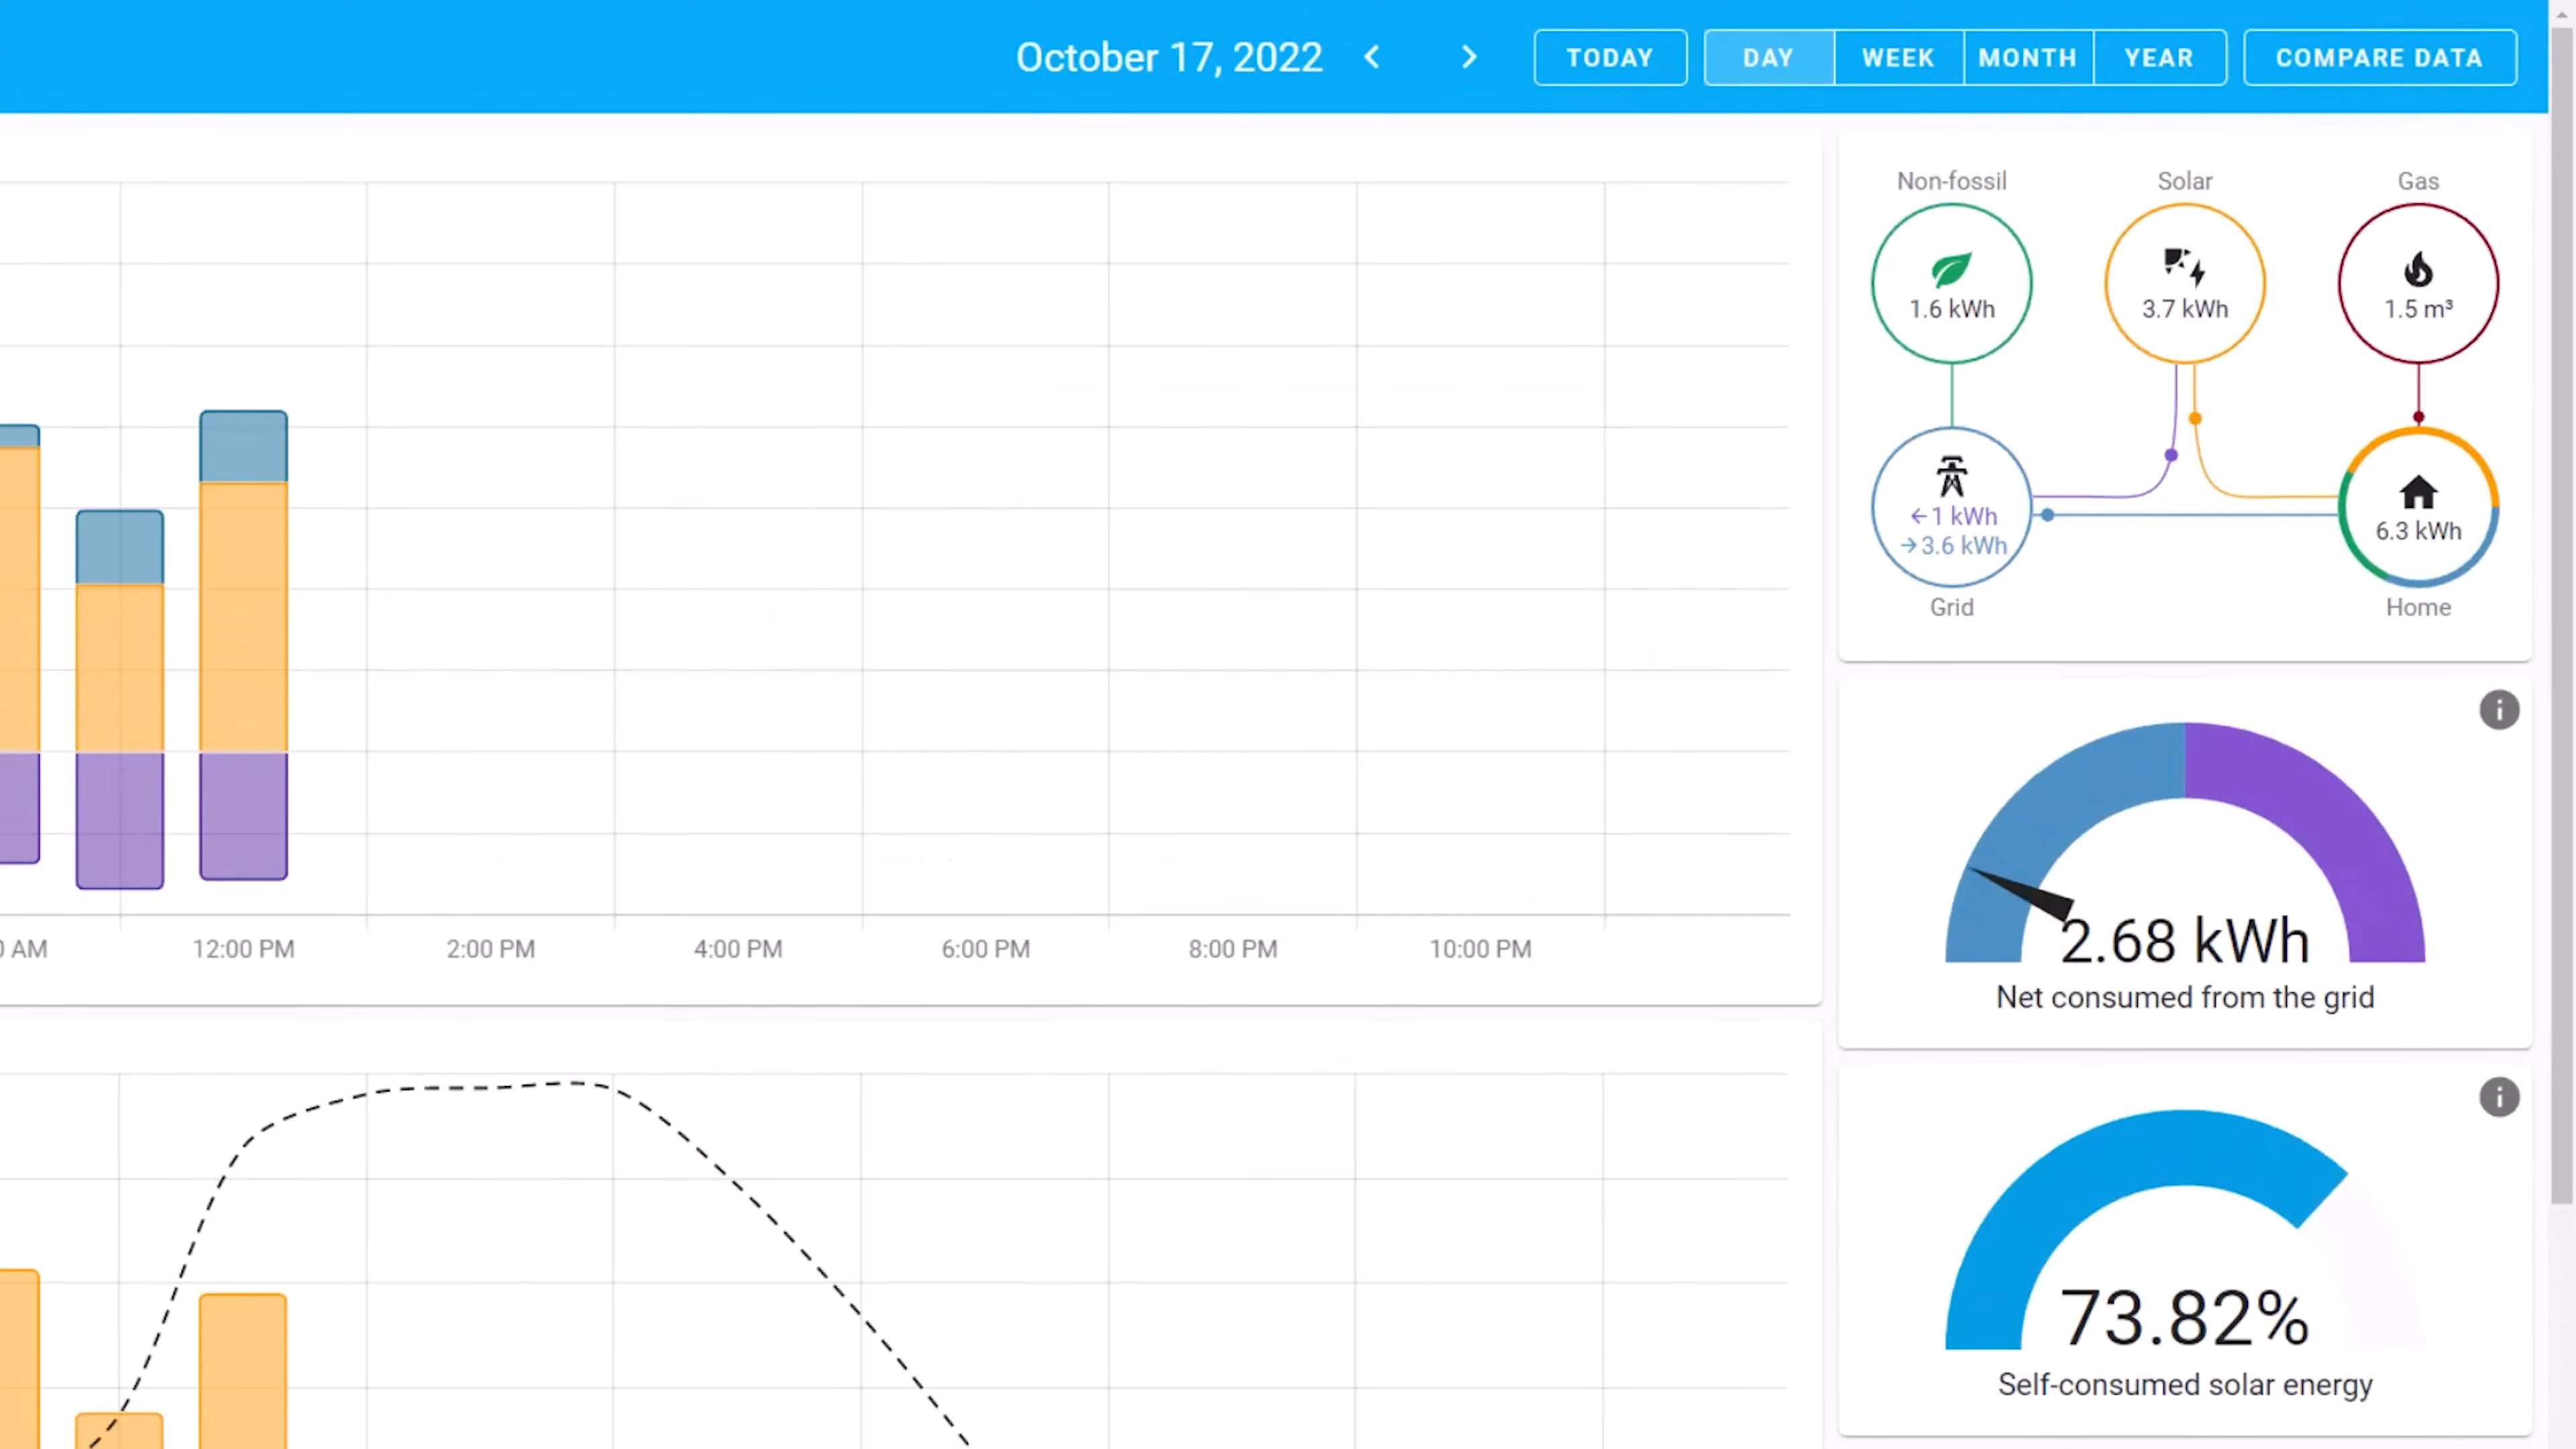 October 17, 2022
TODAY
DAY
WEEK
MONTH
YEAR
COMPARE DATA
0 AM
12:00 PM
2:00 PM
4:00 PM
6:00 PM
8:00 PM
10:00 PM
Non-fossil
Solar
Gas
1.6 kWh
3.7 kWh
1.5 m³
←1 kWh
→3.6 kWh
6.3 kWh
Grid
Home
i
2.68 kWh
Net consumed from the grid
i
73.82%
Self-consumed solar energy